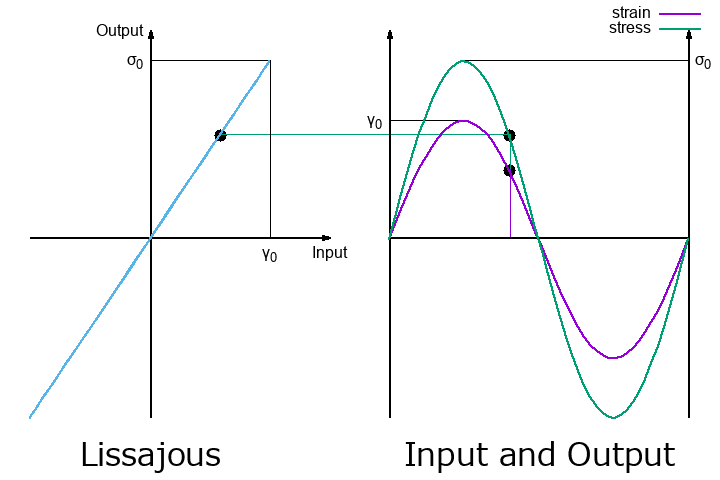 strain
stress
Output
σ0
σ0
γ0
γ0
Input
Lissajous
Input and Output